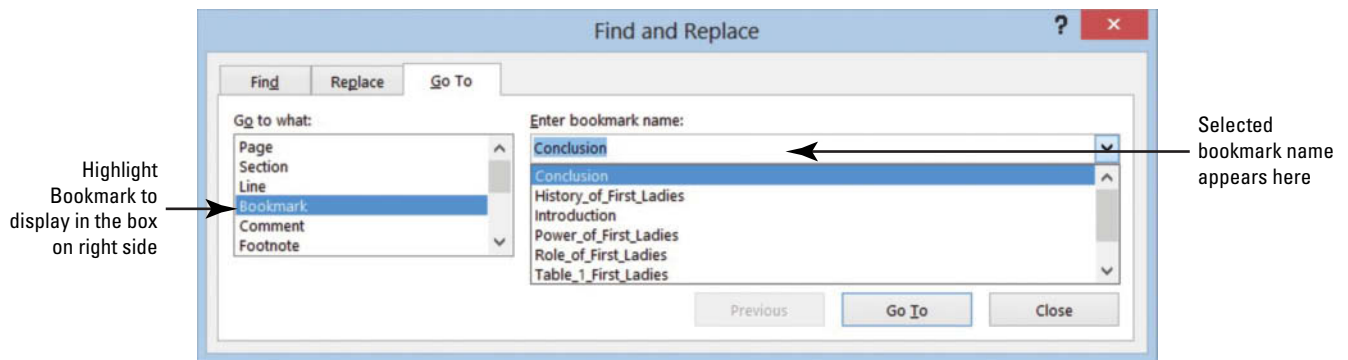 Find and Replace
?
Find
Replace
Go To
Go to what:
Page
Section
Line
Bookmark
Comment
Footnote
Enter bookmark name:
Conclusion
Conclusion
History_of_First_Ladies
Introduction
Power_of_First_Ladies
Role_of_First_Ladies
Table_1_First_Ladies
Previous
Go To
Close
Highlight
Bookmark to
display in the box
on right side
Selected
bookmark name
appears here